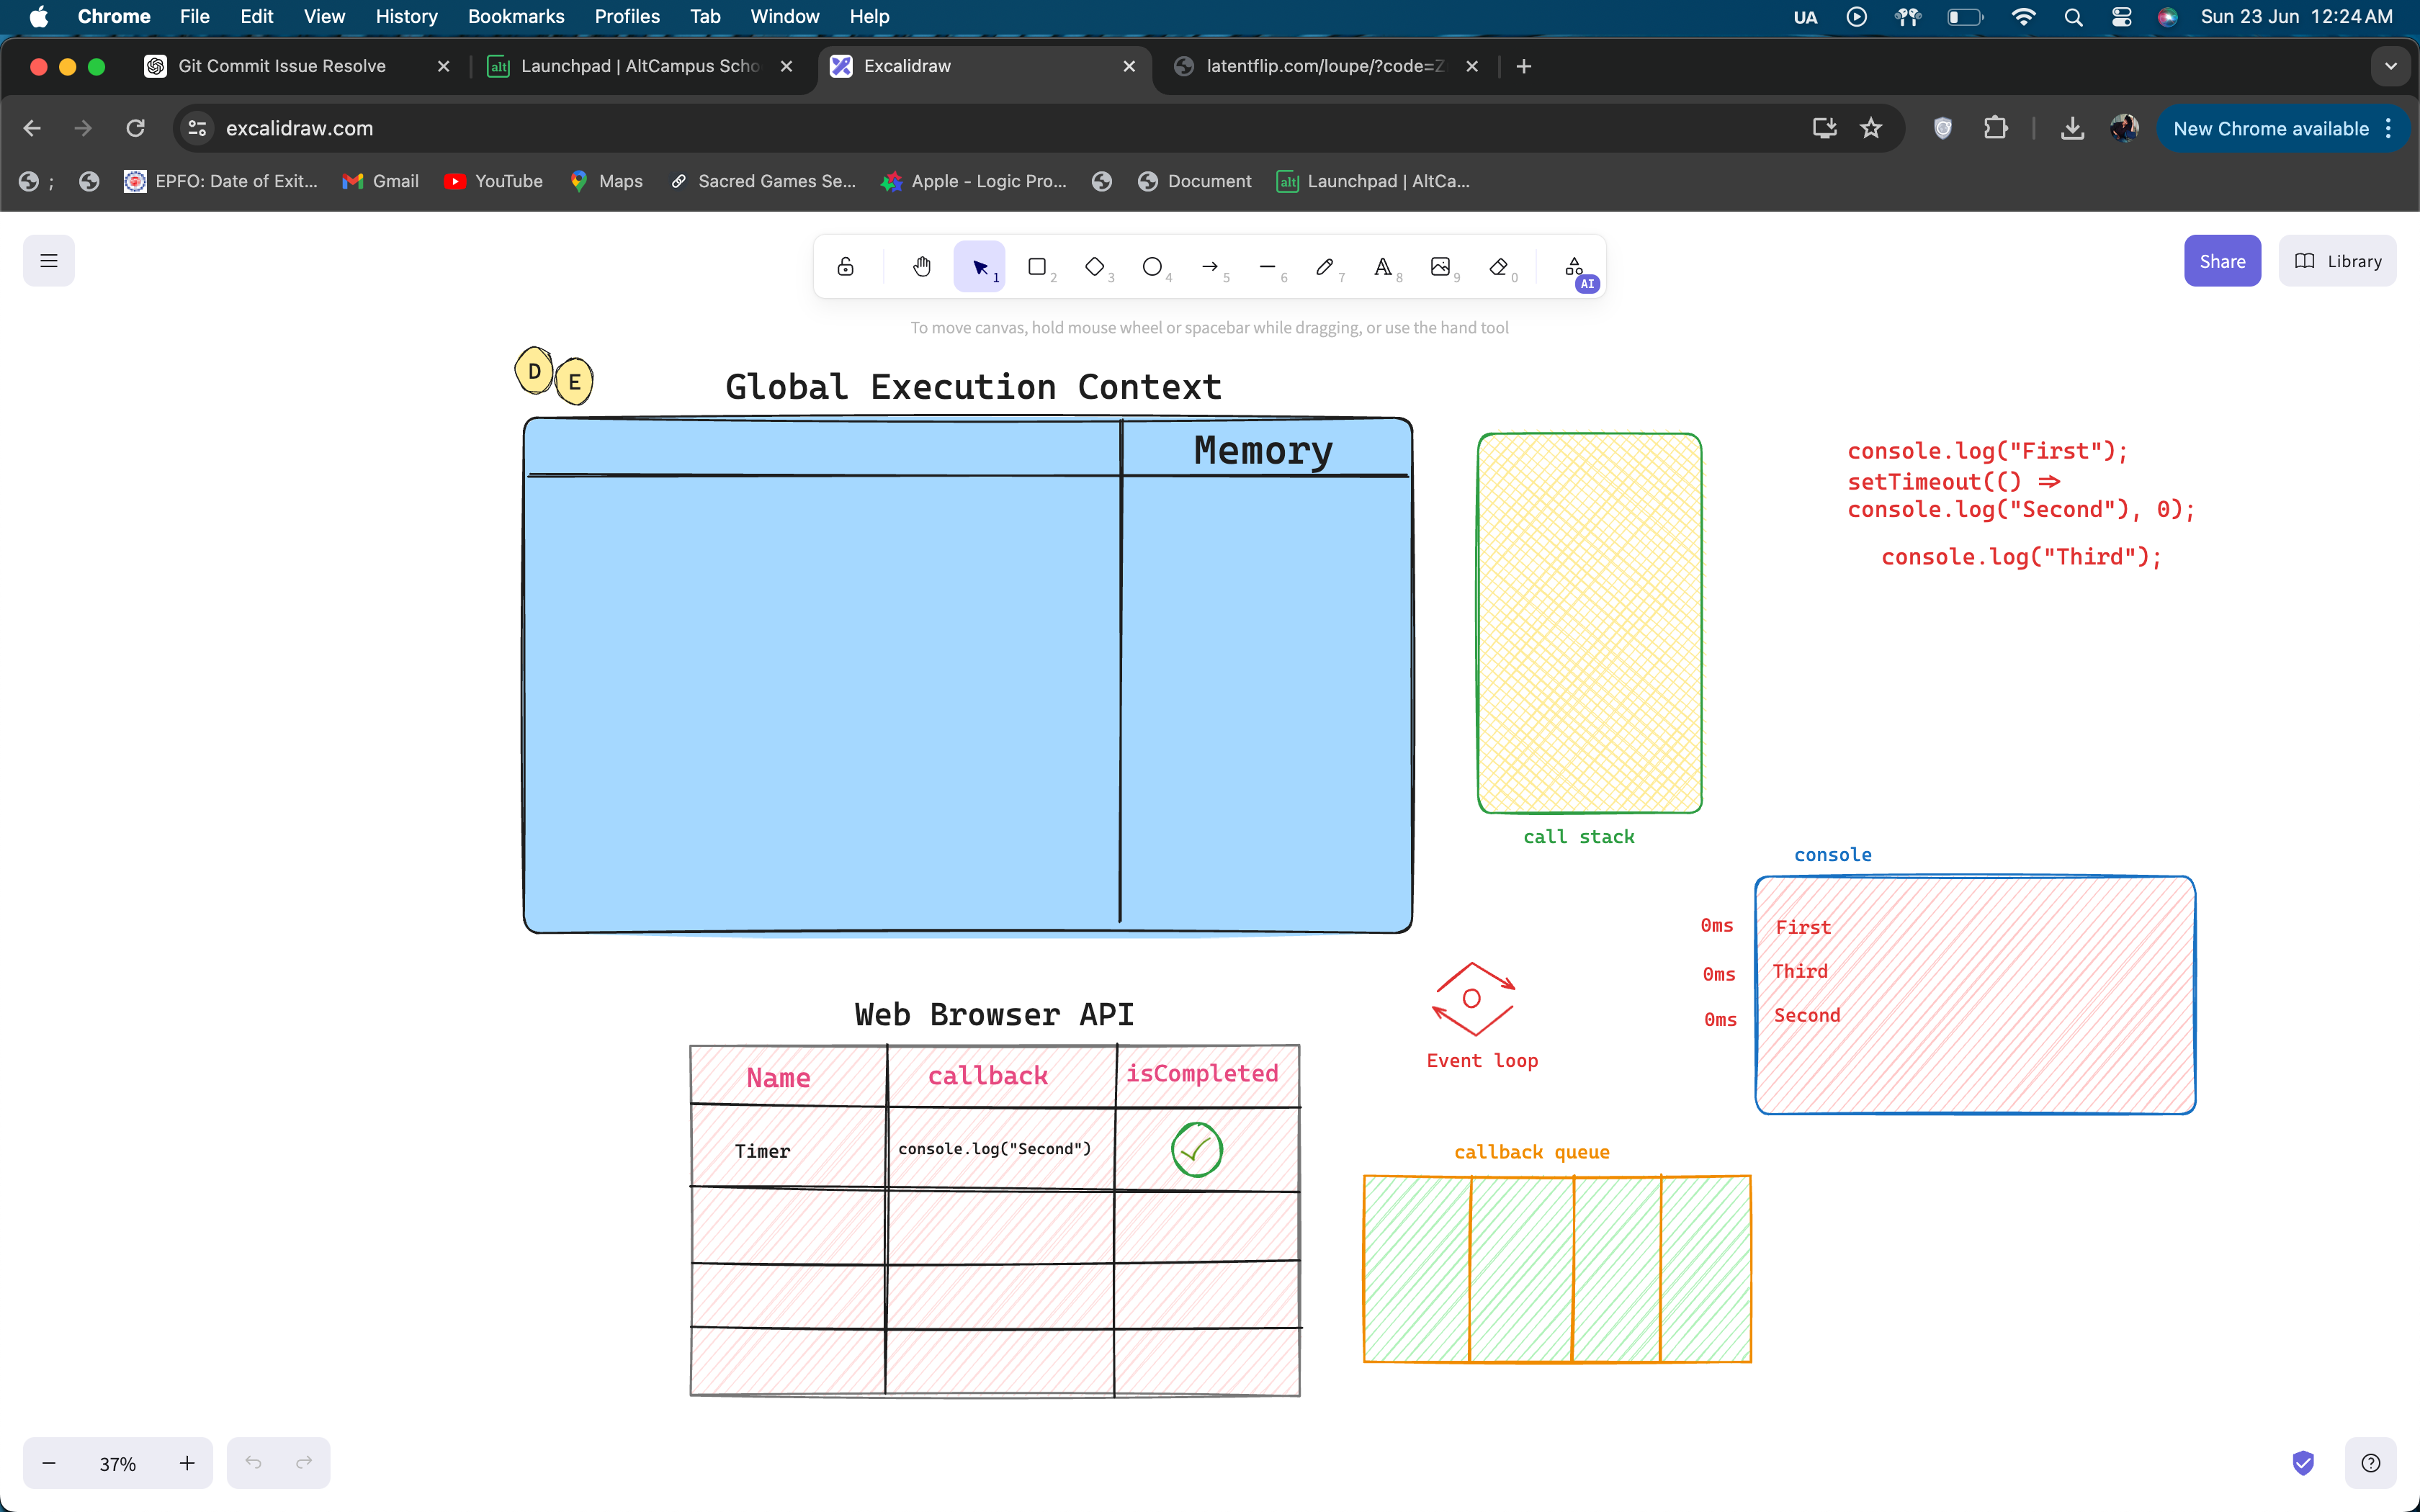 Chrome File Edit View History Bookmarks Profiles Tab Window Help UA Sun 23 Jun 12:24 AM
Git Commit Issue Resolve alt Launchpad | AltCampus Scho Excalidraw latentflip.com/loupe/?code=Z
excalidraw.com New Chrome available
; EPFO: Date of Exit... Gmail YouTube Maps Sacred Games Se... Apple - Logic Pro... Document alt Launchpad | AltCa...
1 2 3 4 5 6 7 A 8 9 0 AI Share Library
To move canvas, hold mouse wheel or spacebar while dragging, or use the hand tool
D E
Global Execution Context
Memory
console.log("First");
setTimeout(() =>
console.log("Second"), 0);
console.log("Third");
call stack
console
0ms First
0ms Third
0ms Second
Event loop
Web Browser API
Name callback isCompleted
Timer console.log("Second")
callback queue
37%